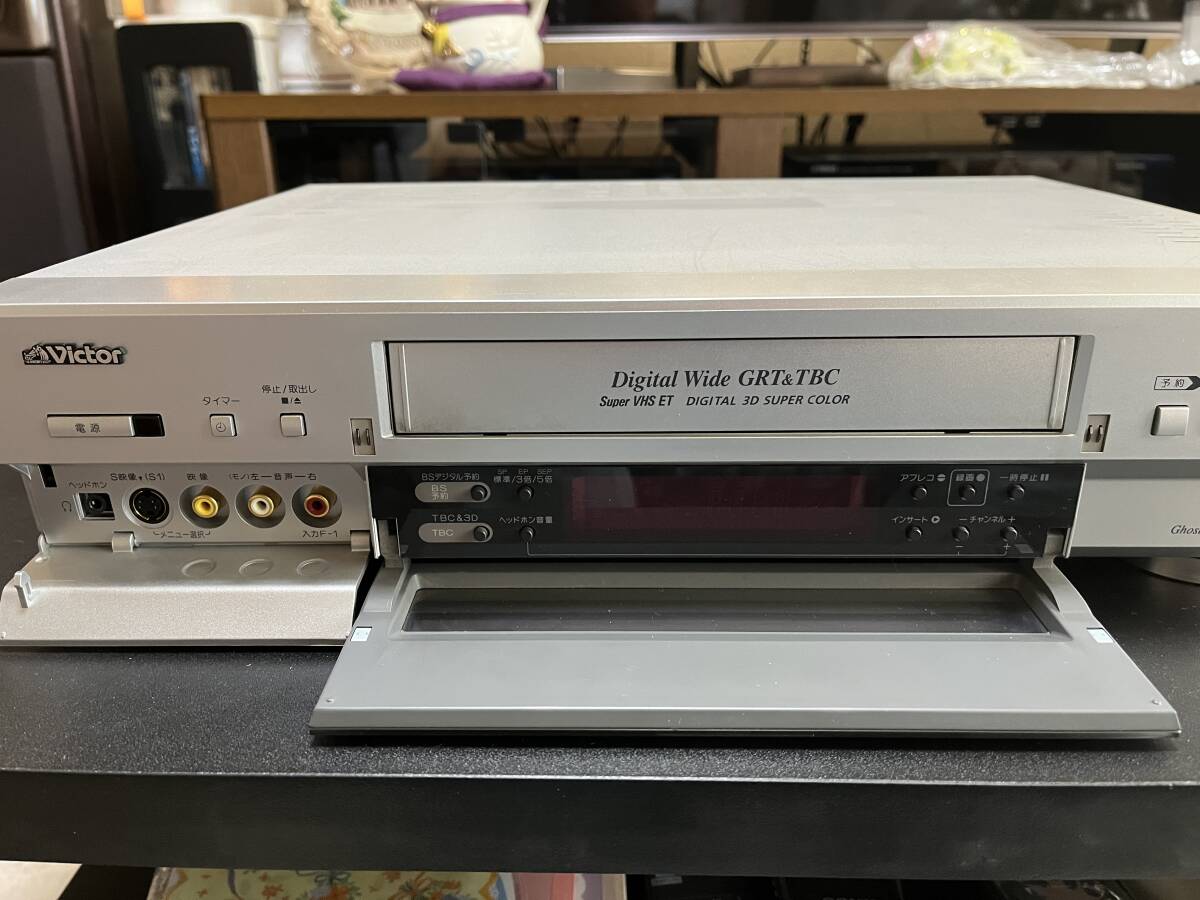 Victor
Digital Wide GRT&TBC
Super VHS ET DIGITAL 3D SUPER COLOR
停止/取出し
■/▲
タイマー
電源
予約
ヘッドホン
S映像 (S1)
映像
(モノ)左－音声－右
メニュー選択
入力F-1
BSデジタル予約
SP EP SEP
標準/3倍/5倍
BS
予約
TBC&3D
TBC
ヘッドホン音量
アフレコ
録画●
一時停止
インサート
－チャンネル＋
－ ＋